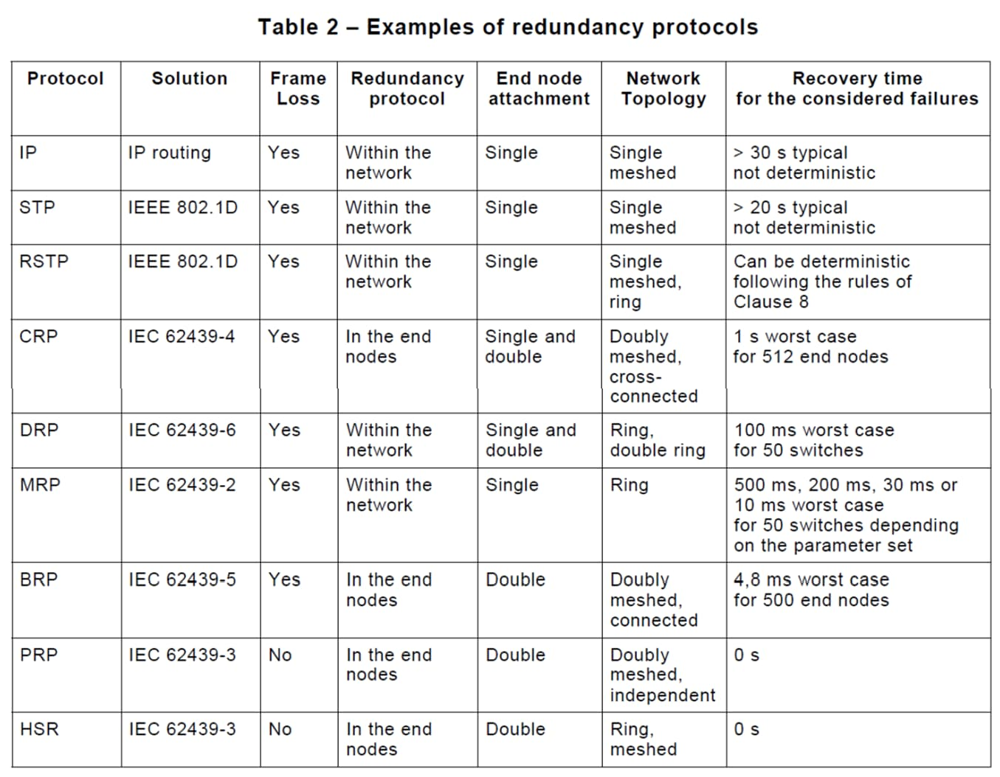 Table 2 – Examples of redundancy protocols
Protocol Solution Frame Loss Redundancy protocol End node attachment Network Topology Recovery time for the considered failures
IP IP routing Yes Within the network Single Single meshed > 30 s typical not deterministic
STP IEEE 802.1D Yes Within the network Single Single meshed > 20 s typical not deterministic
RSTP IEEE 802.1D Yes Within the network Single Single meshed, ring Can be deterministic following the rules of Clause 8
CRP IEC 62439-4 Yes In the end nodes Single and double Doubly meshed, cross-connected 1 s worst case for 512 end nodes
DRP IEC 62439-6 Yes Within the network Single and double Ring, double ring 100 ms worst case for 50 switches
MRP IEC 62439-2 Yes Within the network Single Ring 500 ms, 200 ms, 30 ms or 10 ms worst case for 50 switches depending on the parameter set
BRP IEC 62439-5 Yes In the end nodes Double Doubly meshed, connected 4,8 ms worst case for 500 end nodes
PRP IEC 62439-3 No In the end nodes Double Doubly meshed, independent 0 s
HSR IEC 62439-3 No In the end nodes Double Ring, meshed 0 s